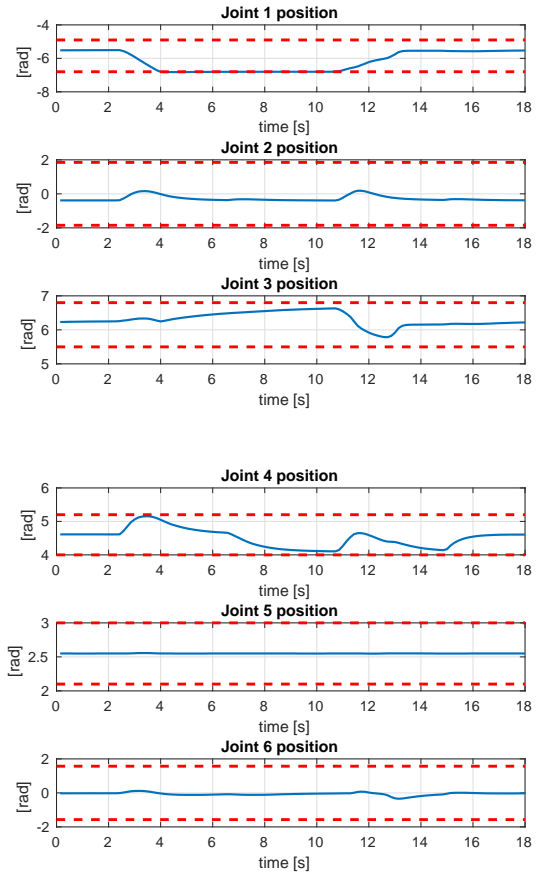 Joint 1 position
-4
-6
-8
[rad]
0 2 4 6 8 10 12 14 16 18
time [s]
Joint 2 position
2
0
-2
[rad]
0 2 4 6 8 10 12 14 16 18
time [s]
Joint 3 position
7
6
5
[rad]
0 2 4 6 8 10 12 14 16 18
time [s]
Joint 4 position
6
5
4
[rad]
0 2 4 6 8 10 12 14 16 18
time [s]
Joint 5 position
3
2.5
2
[rad]
0 2 4 6 8 10 12 14 16 18
time [s]
Joint 6 position
2
0
-2
[rad]
0 2 4 6 8 10 12 14 16 18
time [s]